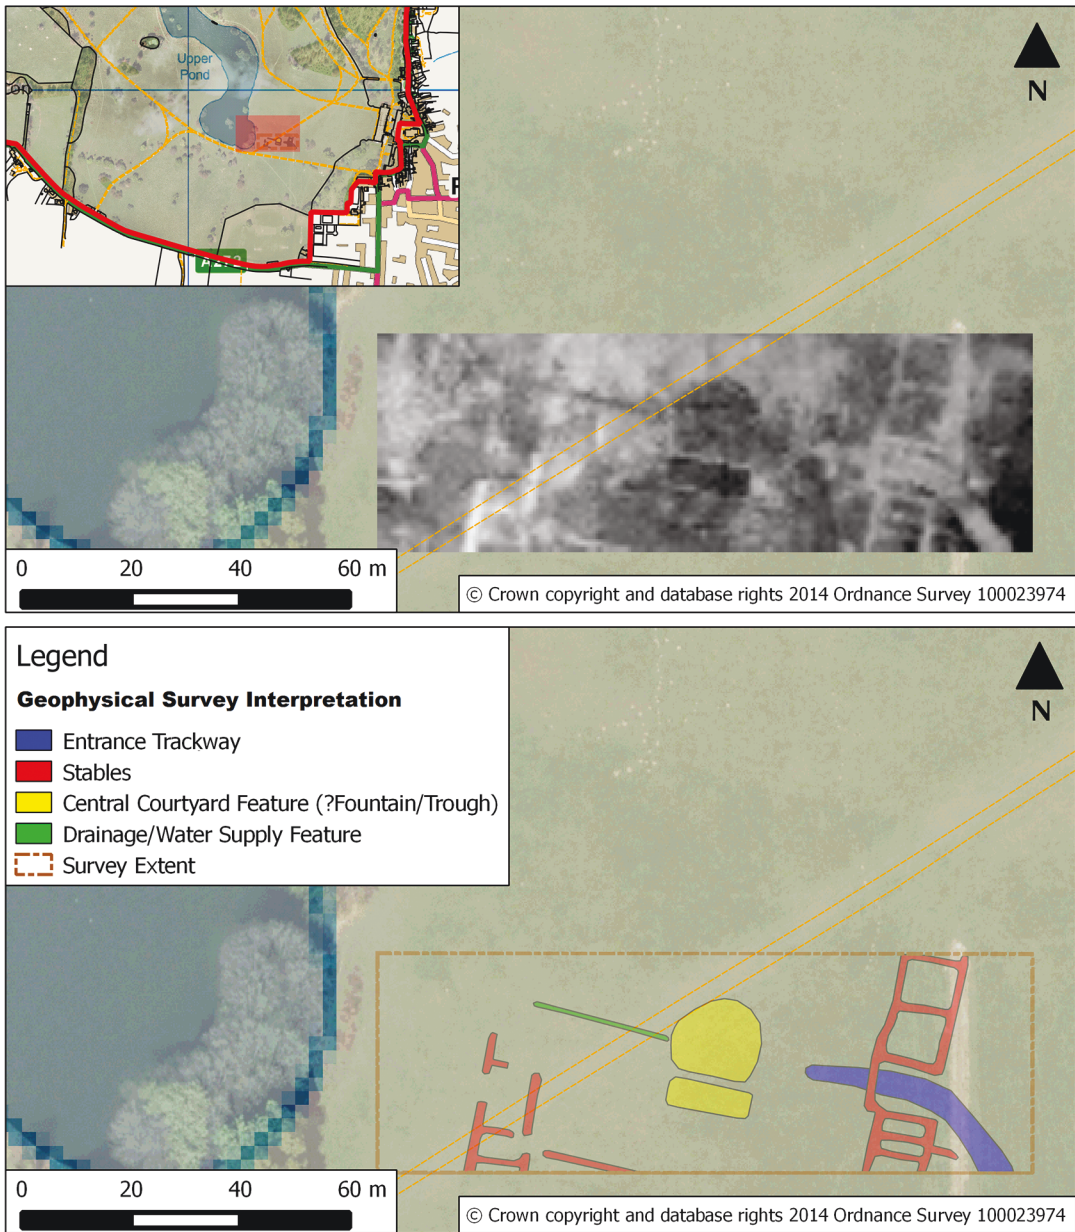 Upper
Pond
N
0 20 40 60 m
© Crown copyright and database rights 2014 Ordnance Survey 100023974
Legend
Geophysical Survey Interpretation
Entrance Trackway
Stables
Central Courtyard Feature (?Fountain/Trough)
Drainage/Water Supply Feature
Survey Extent
N
0 20 40 60 m
© Crown copyright and database rights 2014 Ordnance Survey 100023974